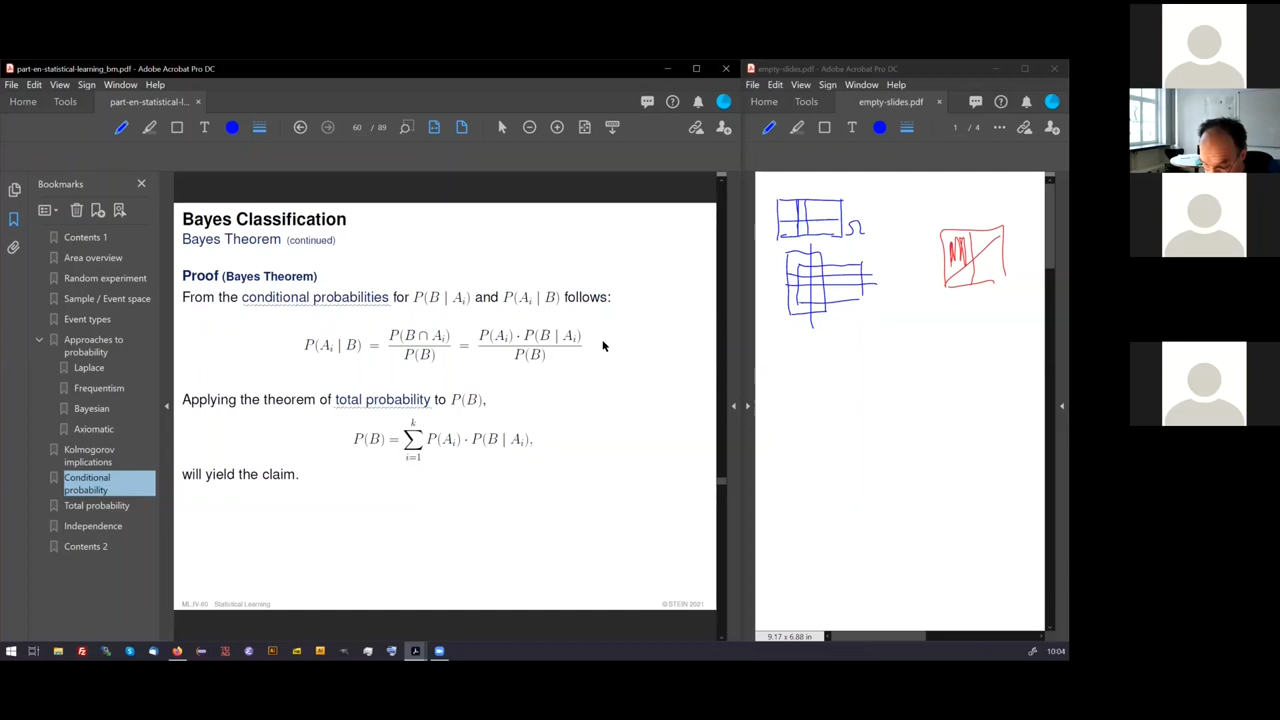 part-en-statistical-learning_bm.pdf - Adobe Acrobat Pro DC
File Edit View Sign Window Help
Home Tools part-en-statistical-l...
60 / 89
Bookmarks
Contents 1
Area overview
Random experiment
Sample / Event space
Event types
Approaches to
probability
Laplace
Frequentism
Bayesian
Axiomatic
Kolmogorov
implications
Conditional
probability
Total probability
Independence
Contents 2
Bayes Classification
Bayes Theorem (continued)
Proof (Bayes Theorem)
From the conditional probabilities for P(B | A_i) and P(A_i | B) follows:
P(A_i | B) = P(B ∩ A_i) / P(B) = P(A_i) · P(B | A_i) / P(B)
Applying the theorem of total probability to P(B),
P(B) = ∑_{i=1}^{k} P(A_i) · P(B | A_i),
will yield the claim.
ML:IV-60 Statistical Learning
© STEIN 2021
empty-slides.pdf - Adobe Acrobat Pro DC
File Edit View Sign Window Help
Home Tools empty-slides.pdf
1 / 4
Ω
9.17 x 6.88 in
10:04